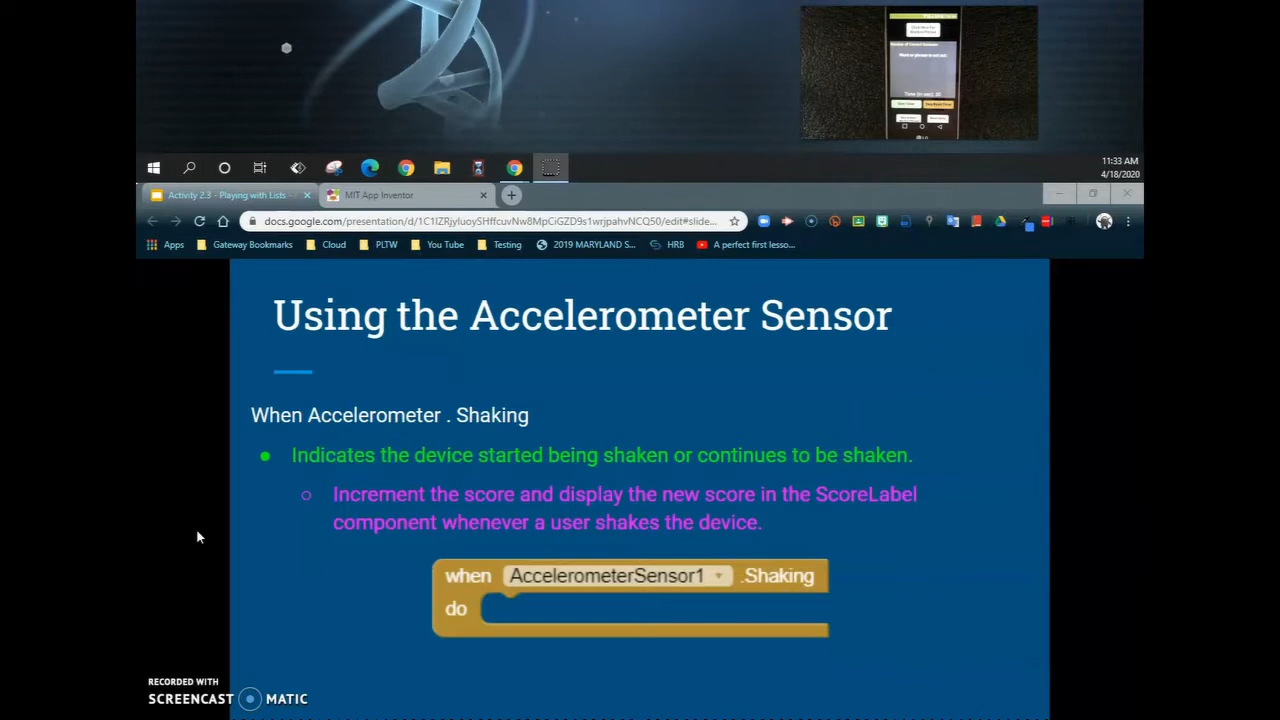 11:33 AM
4/18/2020
Activity 2.3 - Playing with Lists -
MIT App Inventor
docs.google.com/presentation/d/1C1lZRjyIuoySHffcuvNw8MpCiGZD9s1wrjpahvNCQ50/edit#slide...
Apps Gateway Bookmarks Cloud PLTW You Tube Testing 2019 MARYLAND S... HRB A perfect first lesso...
Using the Accelerometer Sensor
When Accelerometer . Shaking
Indicates the device started being shaken or continues to be shaken.
Increment the score and display the new score in the ScoreLabel
component whenever a user shakes the device.
when AccelerometerSensor1 .Shaking
do
RECORDED WITH
SCREENCAST MATIC